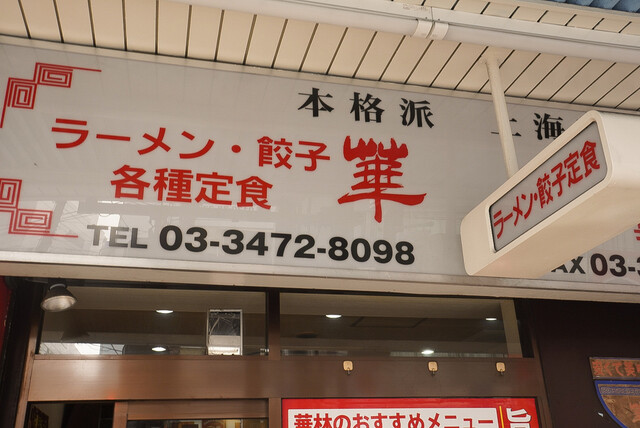 本格派 上海
ラーメン・餃子
各種定食
華
TEL 03-3472-8098
ラーメン・餃子定食
AX 03-3
華林のおすすめメニュー
旨